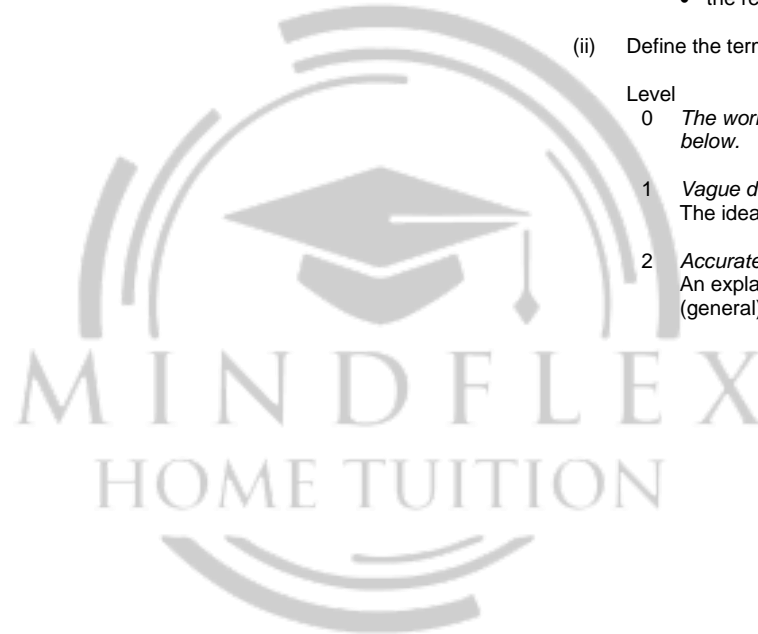 • the re
(ii) Define the terr
Level
0 The worl
below.
1 Vague d
The idea
2 Accurate
An expla
(general)
MINDFLEX
HOME TUITION